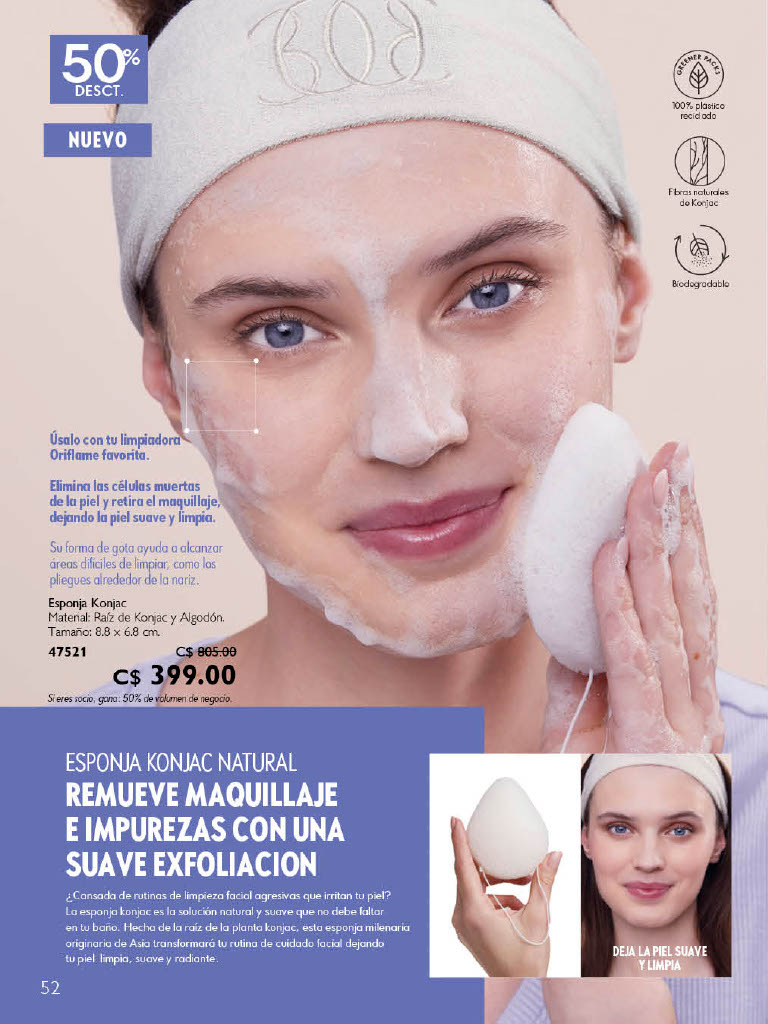 50%
DESCT.
NUEVO
GREENER PACKS
100% plástico
reciclado
Fibras naturales
de Konjac
Biodegradable
Úsalo con tu limpiadora
Oriflame favorita.
Elimina las células muertas
de la piel y retira el maquillaje,
dejando la piel suave y limpia.
Su forma de gota ayuda a alcanzar
áreas difíciles de limpiar, como los
pliegues alrededor de la nariz.
Esponja Konjac
Material: Raíz de Konjac y Algodón.
Tamaño: 8.8 x 6.8 cm.
47521 C$ 805.00
C$ 399.00
Si eres socio, gana: 50% de volumen de negocio.
ESPONJA KONJAC NATURAL
REMUEVE MAQUILLAJE
E IMPUREZAS CON UNA
SUAVE EXFOLIACION
¿Cansada de rutinas de limpieza facial agresivas que irritan tu piel?
La esponja konjac es la solución natural y suave que no debe faltar
en tu baño. Hecha de la raíz de la planta konjac, esta esponja milenaria
originaria de Asia transformará tu rutina de cuidado facial dejando
tu piel limpia, suave y radiante.
DEJA LA PIEL SUAVE
Y LIMPIA
52